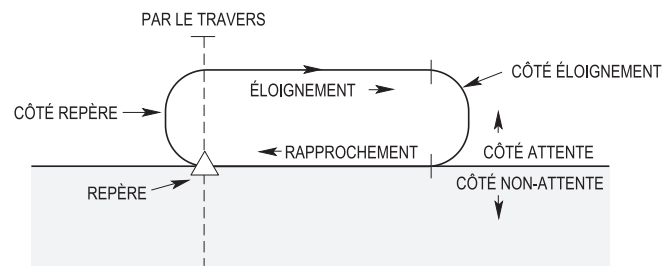 PAR LE TRAVERS
CÔTÉ ÉLOIGNEMENT
ÉLOIGNEMENT
CÔTÉ REPÈRE
RAPPROCHEMENT
CÔTÉ ATTENTE
CÔTÉ NON-ATTENTE
REPÈRE